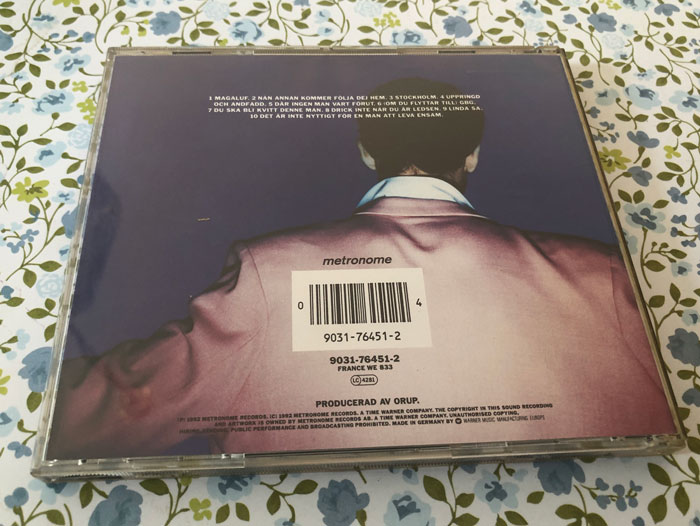 1 MAGALUF. 2 NÅN ANNAN KOMMER FÖLJA DEJ HEM. 3 STOCKHOLM. 4 UPPRINGD
OCH ANDFÅDD. 5 DÄR INGEN MAN VART FÖRUT. 6 (OM DU FLYTTAR TILL) GBG.
7 DU SKA BLI KVITT DENNE MAN. 8 DRICK INTE NÄR DU ÄR LEDSEN. 9 LINDA SA.
10 DET ÄR INTE NYTTIGT FÖR EN MAN ATT LEVA ENSAM.
metronome
0 4
9031-76451-2
9031-76451-2
FRANCE WE 833
LC 4281
PRODUCERAD AV ORUP.
(P) 1992 METRONOME RECORDS. (C) 1992 METRONOME RECORDS. A TIME WARNER COMPANY. THE COPYRIGHT IN THIS SOUND RECORDING
AND ARTWORK IS OWNED BY METRONOME RECORDS AB. A TIME WARNER COMPANY. UNAUTHORISED COPYING,
HIRING, LENDING, PUBLIC PERFORMANCE AND BROADCASTING PROHIBITED. MADE IN GERMANY BY WARNER MUSIC MANUFACTURING EUROPE.